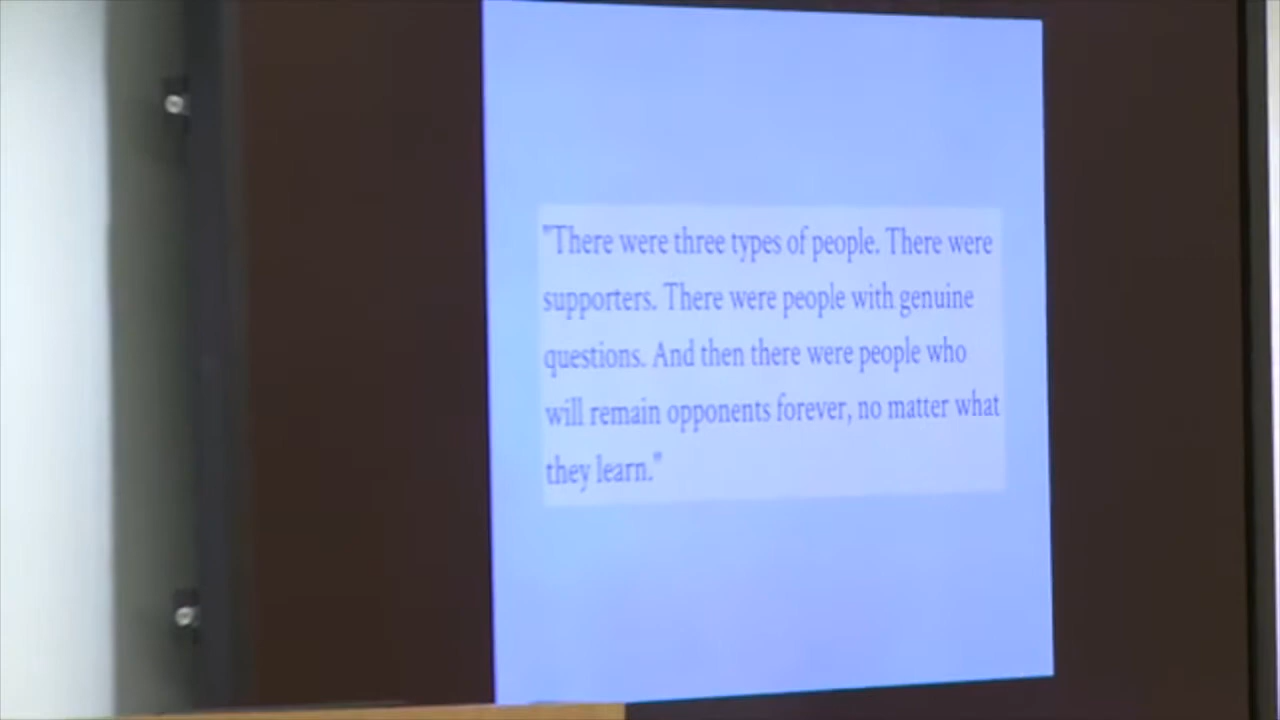 "There were three types of people. There were
supporters. There were people with genuine
questions. And then there were people who
will remain opponents forever, no matter what
they learn."